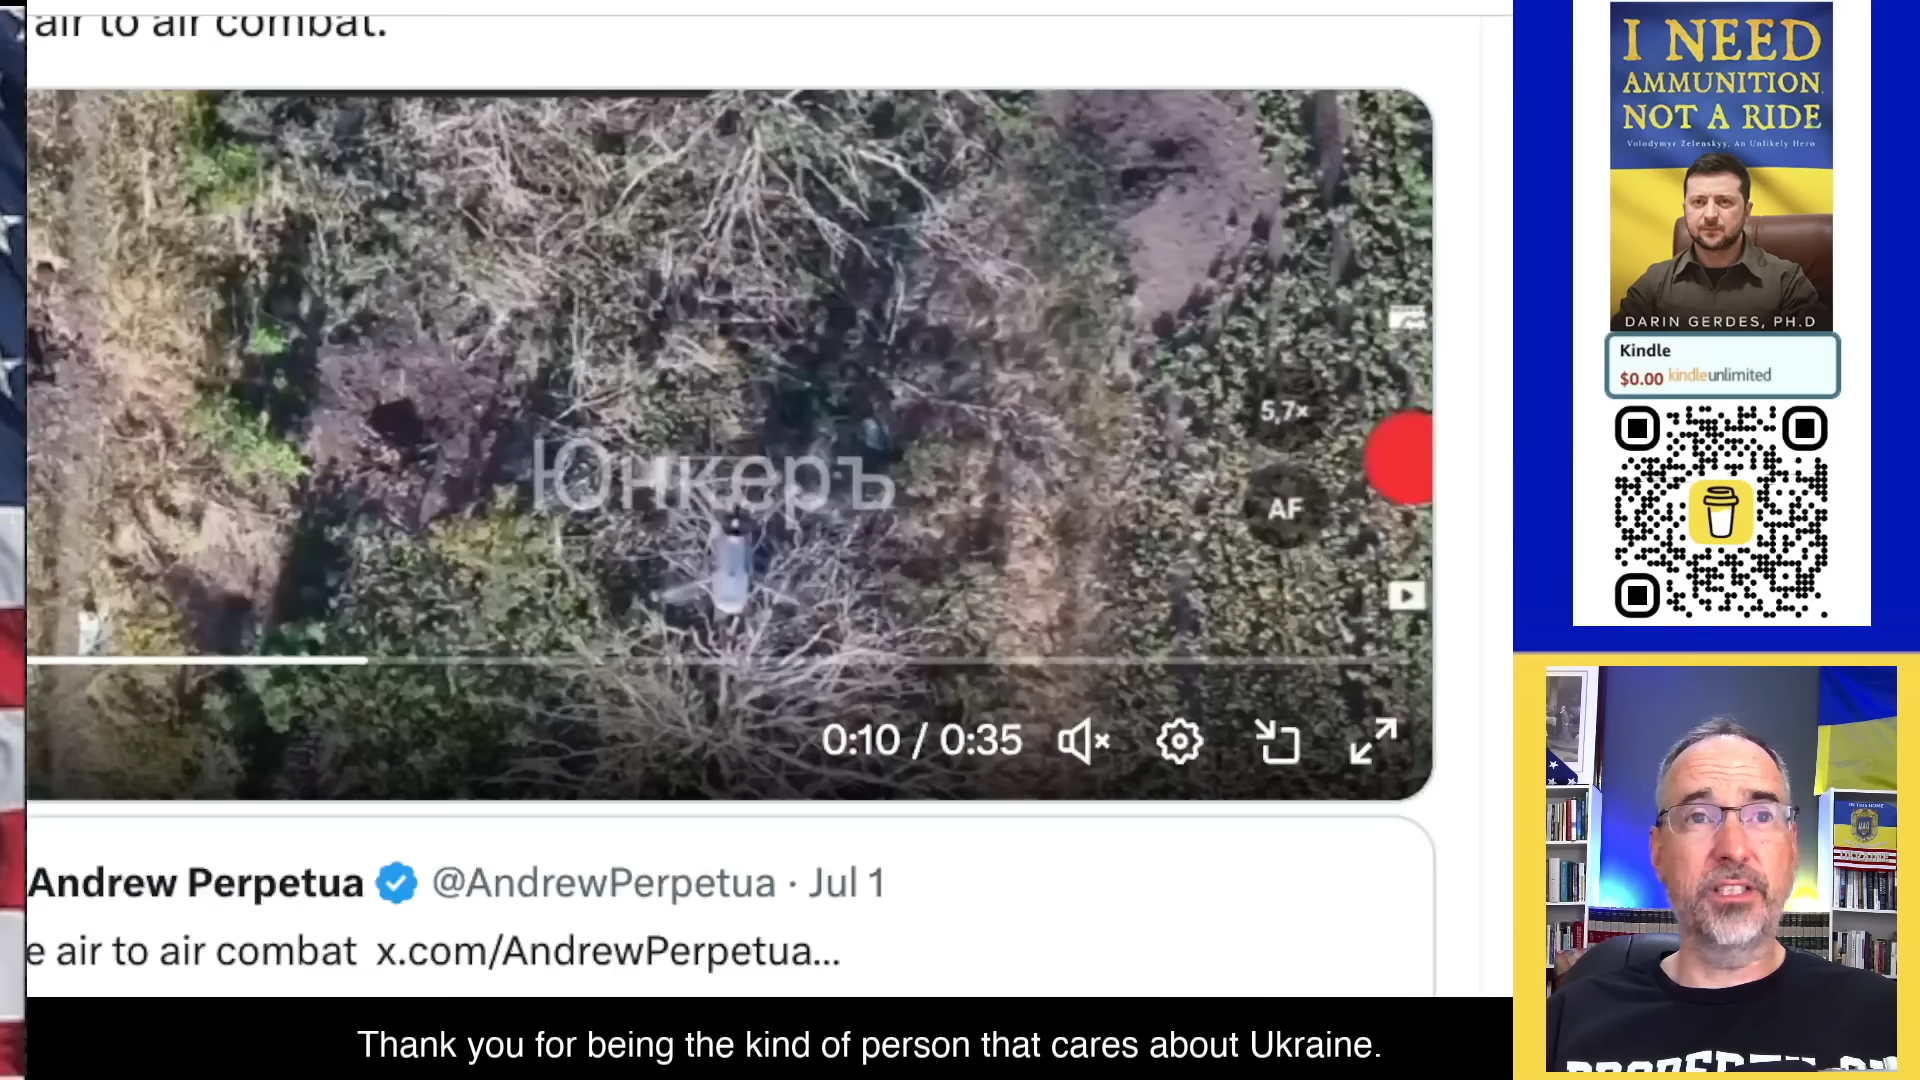 air to air combat.
Юнкеръ
5,7×
AF
0:10 / 0:35
Andrew Perpetua @AndrewPerpetua · Jul 1
e air to air combat x.com/AndrewPerpetua...
Thank you for being the kind of person that cares about Ukraine.
I NEED
AMMUNITION
NOT A RIDE
Volodymyr Zelenskyy, An Unlikely Hero
DARIN GERDES, PH.D
Kindle
$0.00 kindleunlimited
UKRAINE